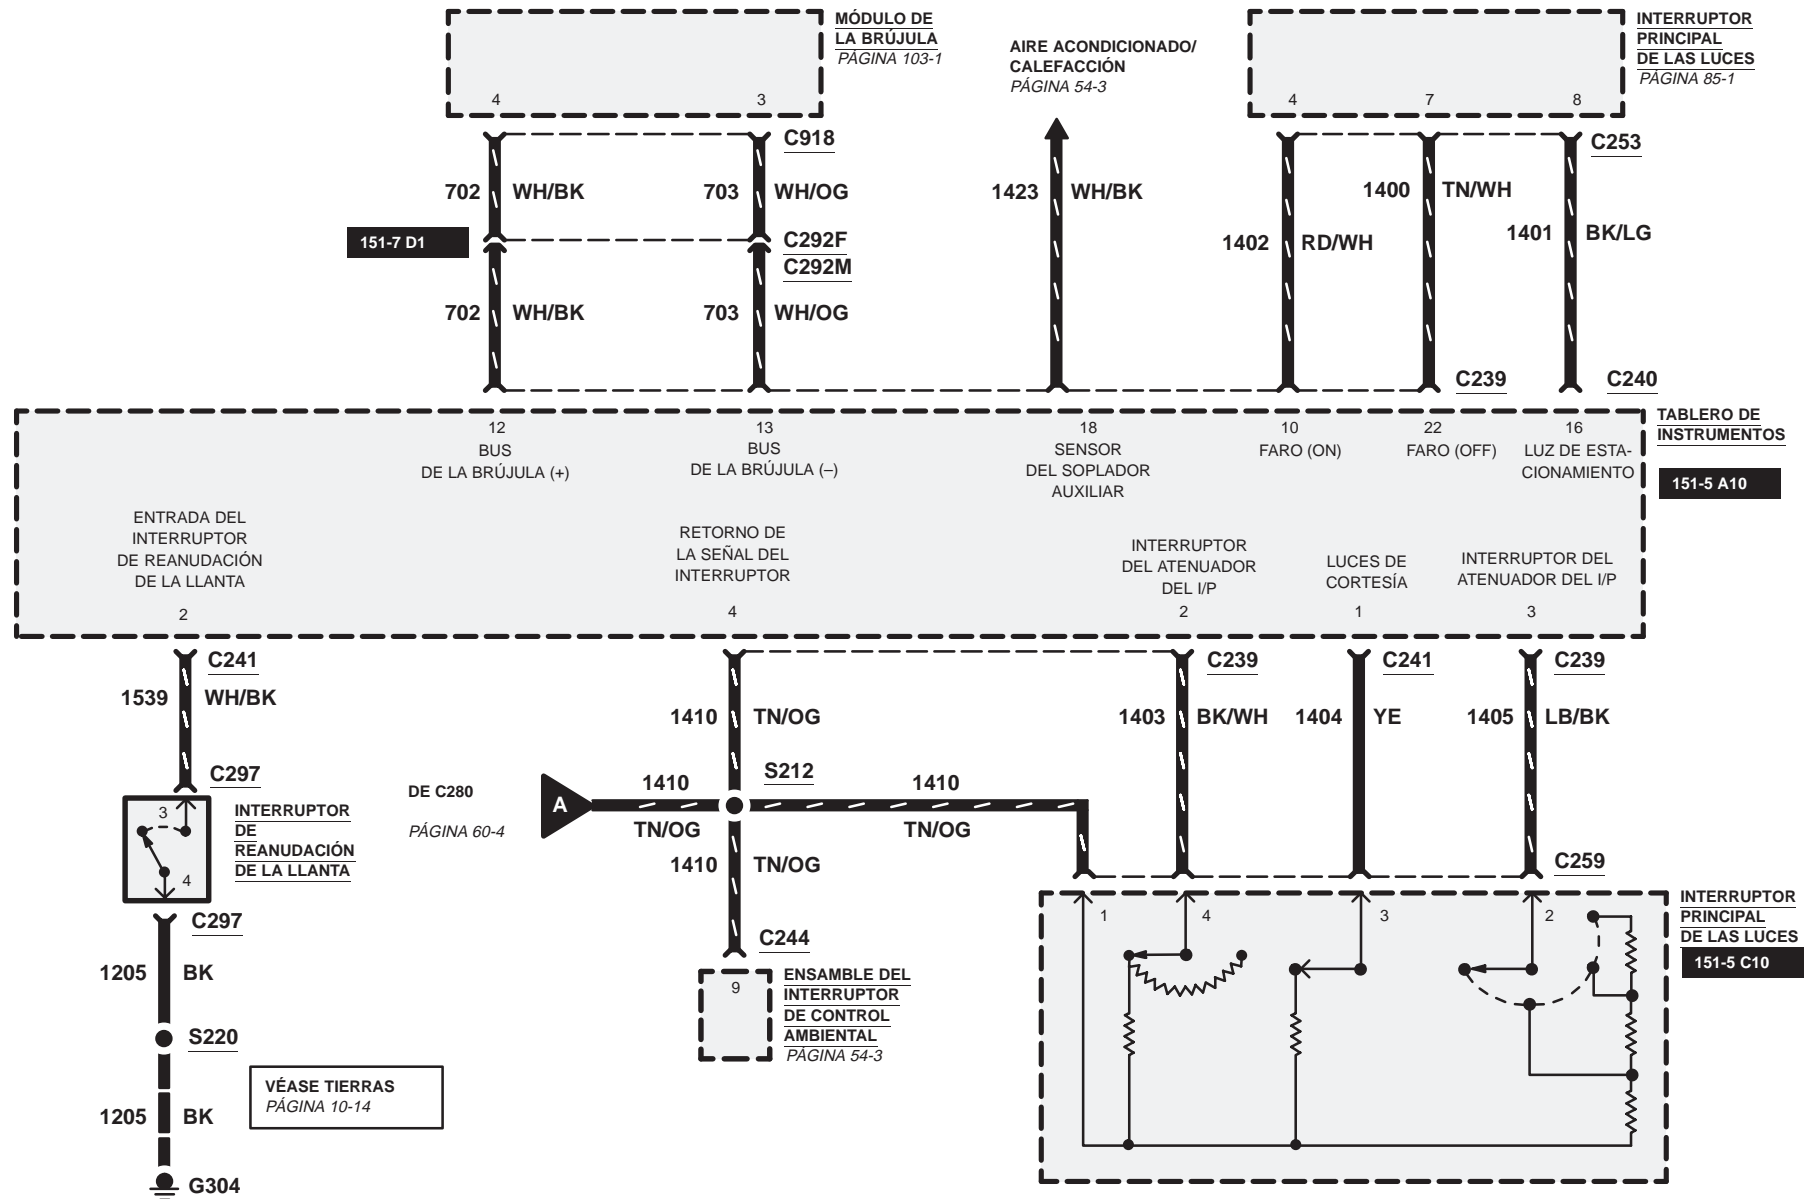 MÓDULO DE
LA BRÚJULA
PÁGINA 103-1
4
3
C918
AIRE ACONDICIONADO/
CALEFACCIÓN
PÁGINA 54-3
INTERRUPTOR
PRINCIPAL
DE LAS LUCES
PÁGINA 85-1
4
7
8
C253
702
WH/BK
703
WH/OG
1423
WH/BK
1400
TN/WH
1402
RD/WH
1401
BK/LG
151-7 D1
C292F
C292M
702
WH/BK
703
WH/OG
C239
C240
TABLERO DE
INSTRUMENTOS
151-5 A10
12
BUS
DE LA BRÚJULA (+)
13
BUS
DE LA BRÚJULA (–)
18
SENSOR
DEL SOPLADOR
AUXILIAR
10
FARO (ON)
22
FARO (OFF)
16
LUZ DE ESTA-
CIONAMIENTO
ENTRADA DEL
INTERRUPTOR
DE REANUDACIÓN
DE LA LLANTA
2
RETORNO DE
LA SEÑAL DEL
INTERRUPTOR
4
INTERRUPTOR
DEL ATENUADOR
DEL I/P
2
LUCES DE
CORTESÍA
1
INTERRUPTOR DEL
ATENUADOR DEL I/P
3
C241
C239
C241
C239
1539
WH/BK
1410
TN/OG
1403
BK/WH
1404
YE
1405
LB/BK
C297
3
4
INTERRUPTOR
DE
REANUDACIÓN
DE LA LLANTA
DE C280
PÁGINA 60-4
A
1410
TN/OG
S212
1410
TN/OG
1410
TN/OG
C259
C297
1205
BK
S220
1205
BK
G304
VÉASE TIERRAS
PÁGINA 10-14
C244
9
ENSAMBLE DEL
INTERRUPTOR
DE CONTROL
AMBIENTAL
PÁGINA 54-3
1
4
3
2
INTERRUPTOR
PRINCIPAL
DE LAS LUCES
151-5 C10